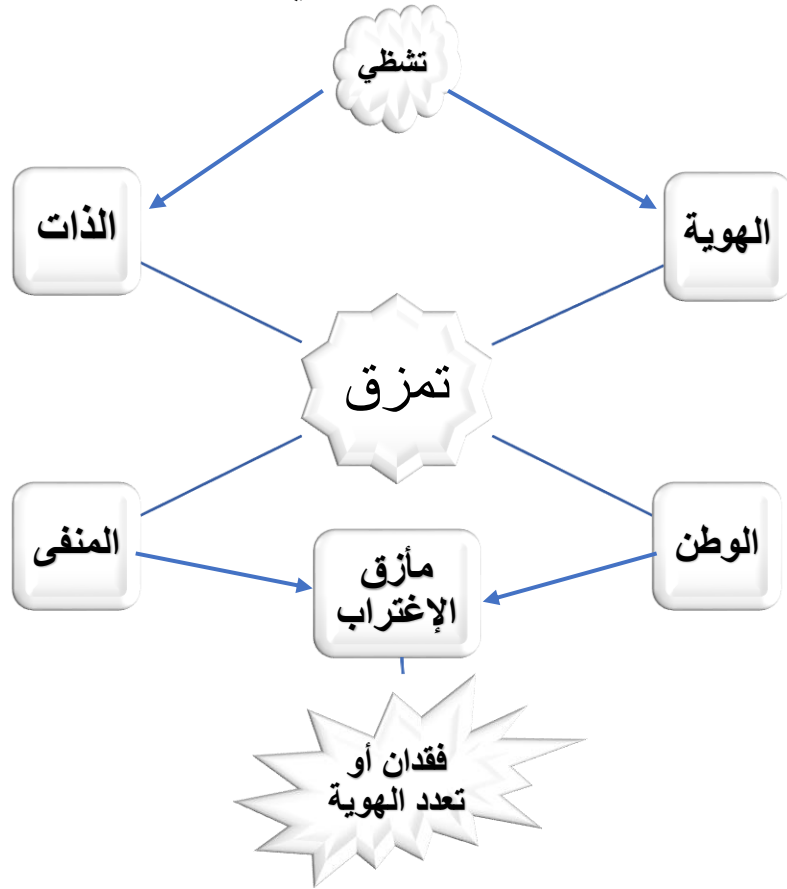 تشظي
الهوية
الذات
تمزق
الوطن
المنفى
مأزق
الإغتراب
فقدان أو
تعدد الهوية